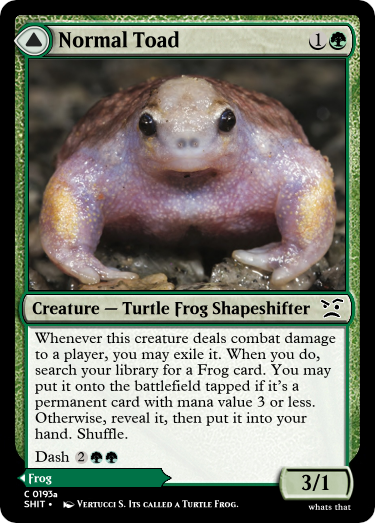 Normal Toad 1
Creature — Turtle Frog Shapeshifter
Whenever this creature deals combat damage
to a player, you may exile it. When you do,
search your library for a Frog card. You may
put it onto the battlefield tapped if it's a
permanent card with mana value 3 or less.
Otherwise, reveal it, then put it into your
hand. Shuffle.
Dash 2
Frog
3/1
C 0193a
SHIT • Vertucci S. Its called a Turtle Frog.
whats that